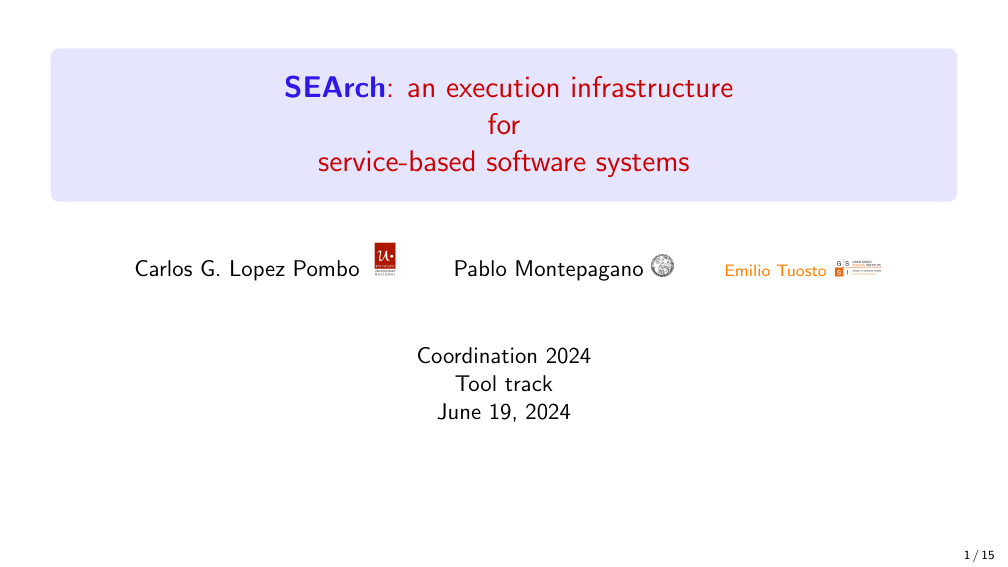 SEArch: an execution infrastructure
for
service-based software systems
Carlos G. Lopez Pombo
Pablo Montepagano
Emilio Tuosto
G S
S I
Coordination 2024
Tool track
June 19, 2024
1 / 15